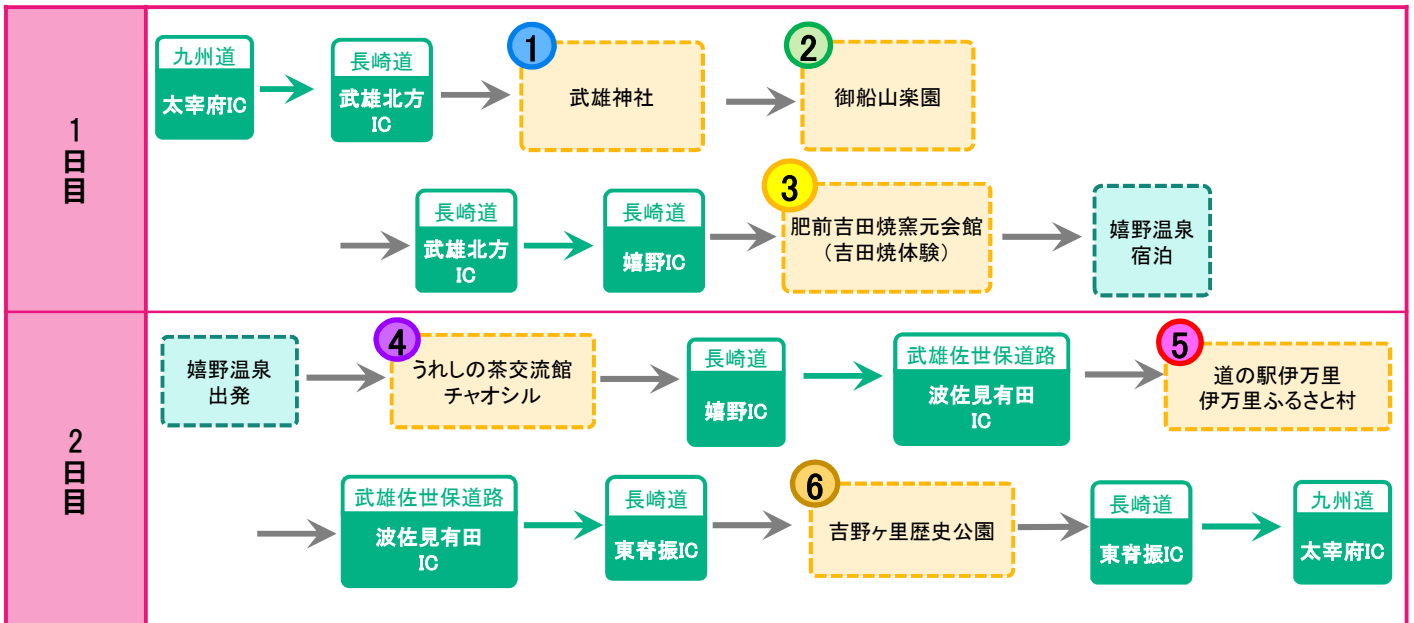 1日目
九州道
太宰府IC
長崎道
武雄北方
IC
1
武雄神社
2
御船山楽園
長崎道
武雄北方
IC
長崎道
嬉野IC
3
肥前吉田焼窯元会館
（吉田焼体験）
嬉野温泉
宿泊
2日目
嬉野温泉
出発
4
うれしの茶交流館
チャオシル
長崎道
嬉野IC
武雄佐世保道路
波佐見有田
IC
5
道の駅伊万里
伊万里ふるさと村
武雄佐世保道路
波佐見有田
IC
長崎道
東脊振IC
6
吉野ヶ里歴史公園
長崎道
東脊振IC
九州道
太宰府IC